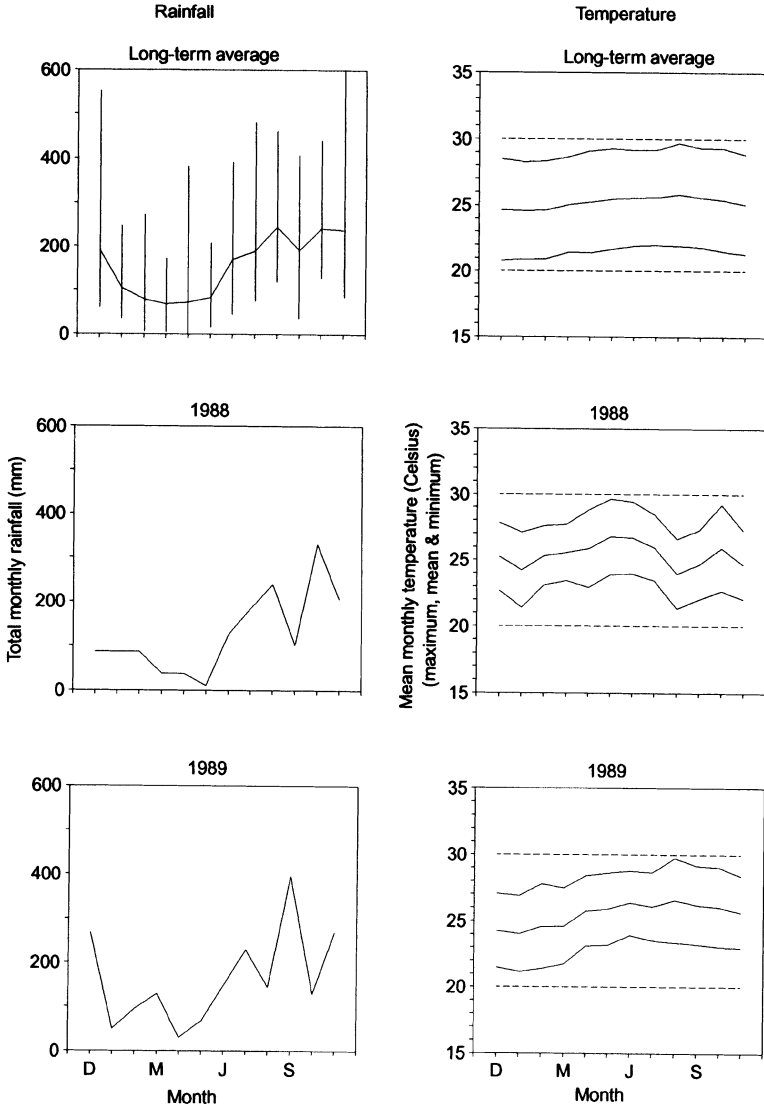 Rainfall
Temperature
Long-term average
Long-term average
600
400
200
0
35
30
25
20
15
1988
1988
600
400
200
0
35
30
25
20
15
Total monthly rainfall (mm)
Mean monthly temperature (Celsius)
(maximum, mean & minimum)
1989
1989
600
400
200
0
35
30
25
20
15
D M J S
D M J S
Month
Month